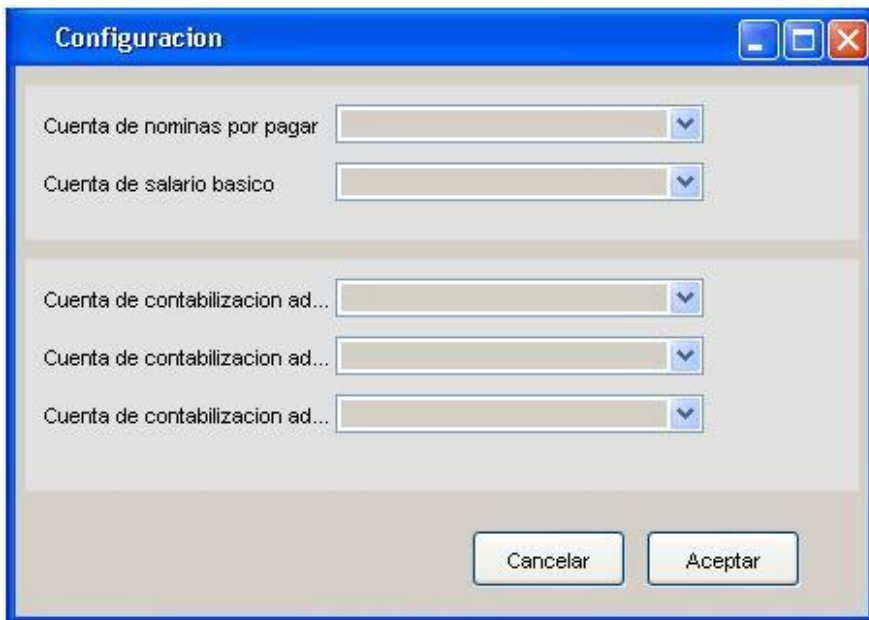 Configuracion
Cuenta de nominas por pagar
Cuenta de salario basico
Cuenta de contabilizacion ad...
Cuenta de contabilizacion ad...
Cuenta de contabilizacion ad...
Cancelar Aceptar